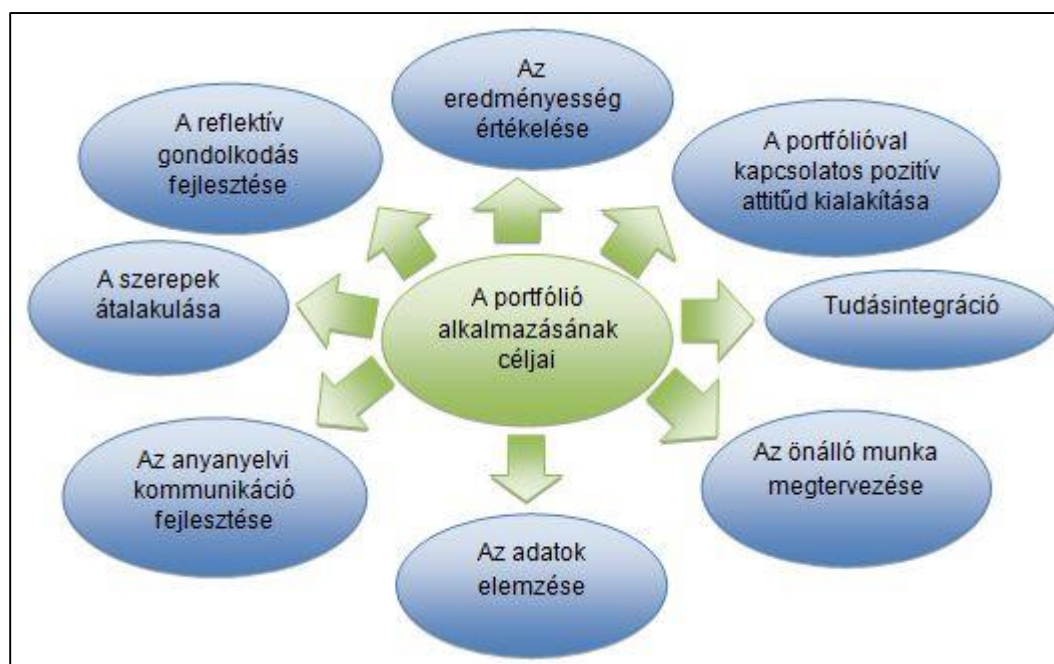 Az
eredményesség
értékelése
A reflektív
gondolkodás
fejlesztése
A portfólióval
kapcsolatos pozitív
attitűd kialakítása
A szerepek
átalakulása
A portfólió
alkalmazásának
céljai
Tudásintegráció
Az anyanyelvi
kommunikáció
fejlesztése
Az önálló munka
megtervezése
Az adatok
elemzése